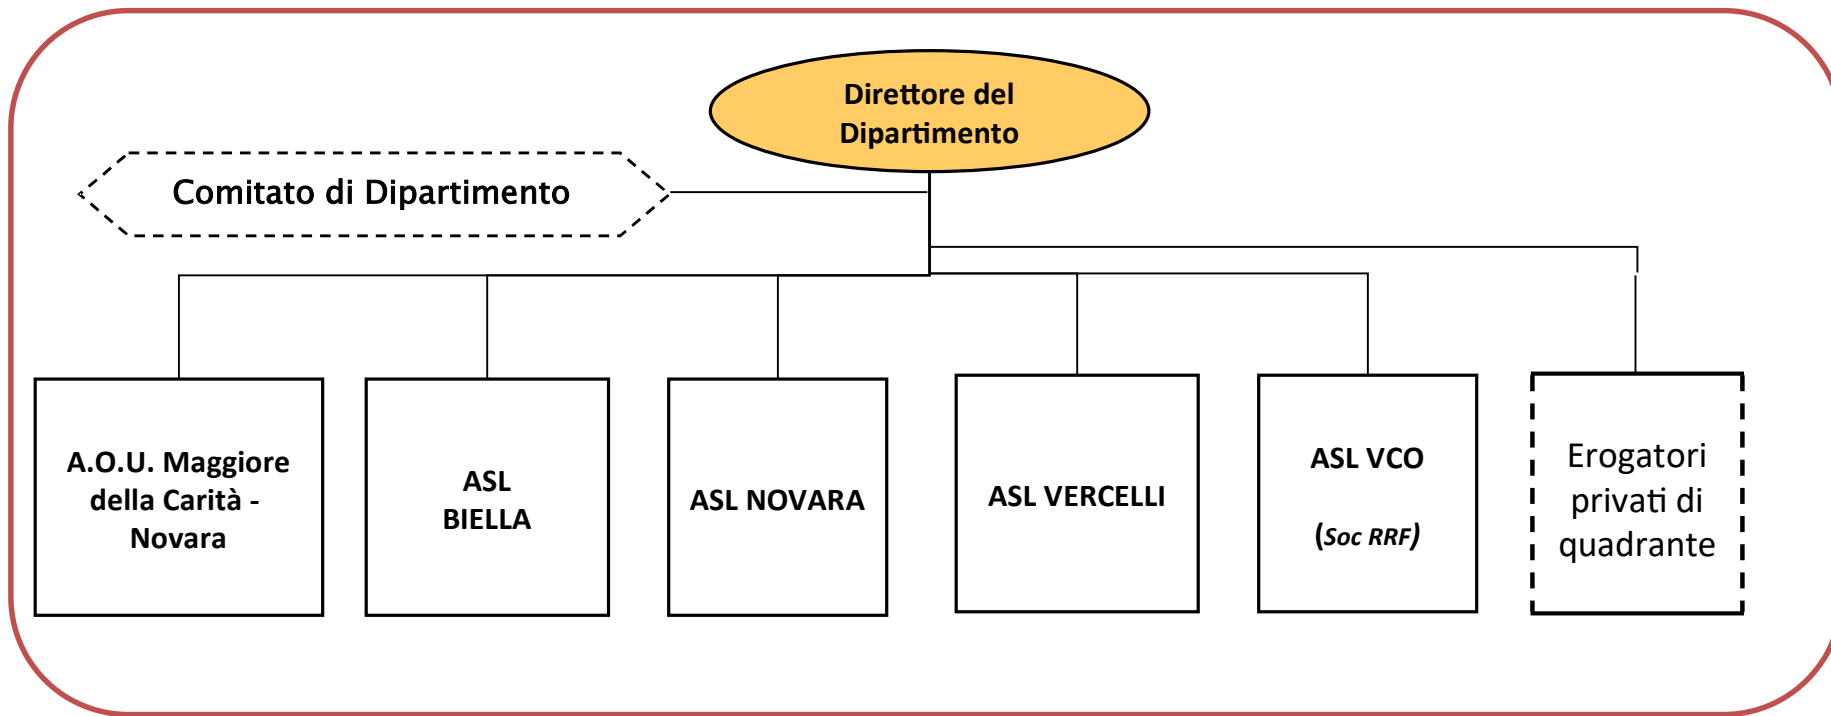 Direttore del
Dipartimento
Comitato di Dipartimento
A.O.U. Maggiore
della Carità -
Novara
ASL
BIELLA
ASL NOVARA
ASL VERCELLI
ASL VCO
(Soc RRF)
Erogatori
privati di
quadrante